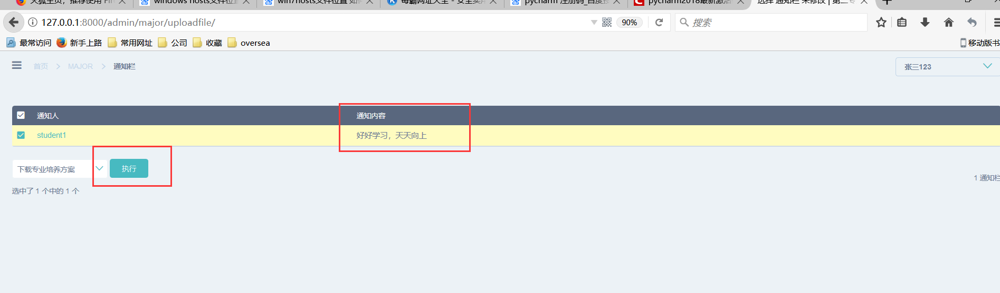 火狐主页，推荐使用 Fir
windows hosts文件位置
win7hosts文件位置 如何
毒霸网址大全 - 安全实用
pycharm 注册码_百度搜
pycharm2018最新激活
选择 通知栏 来修改 | 第二专
127.0.0.1:8000/admin/major/uploadfile/
90%
搜索
最常访问 新手上路 常用网址 公司 收藏 oversea
移动版书
首页 MAJOR 通知栏
张三123
通知人 通知内容
student1 好好学习，天天向上
下载专业培养方案 执行
1 通知栏
选中了 1 个中的 1 个